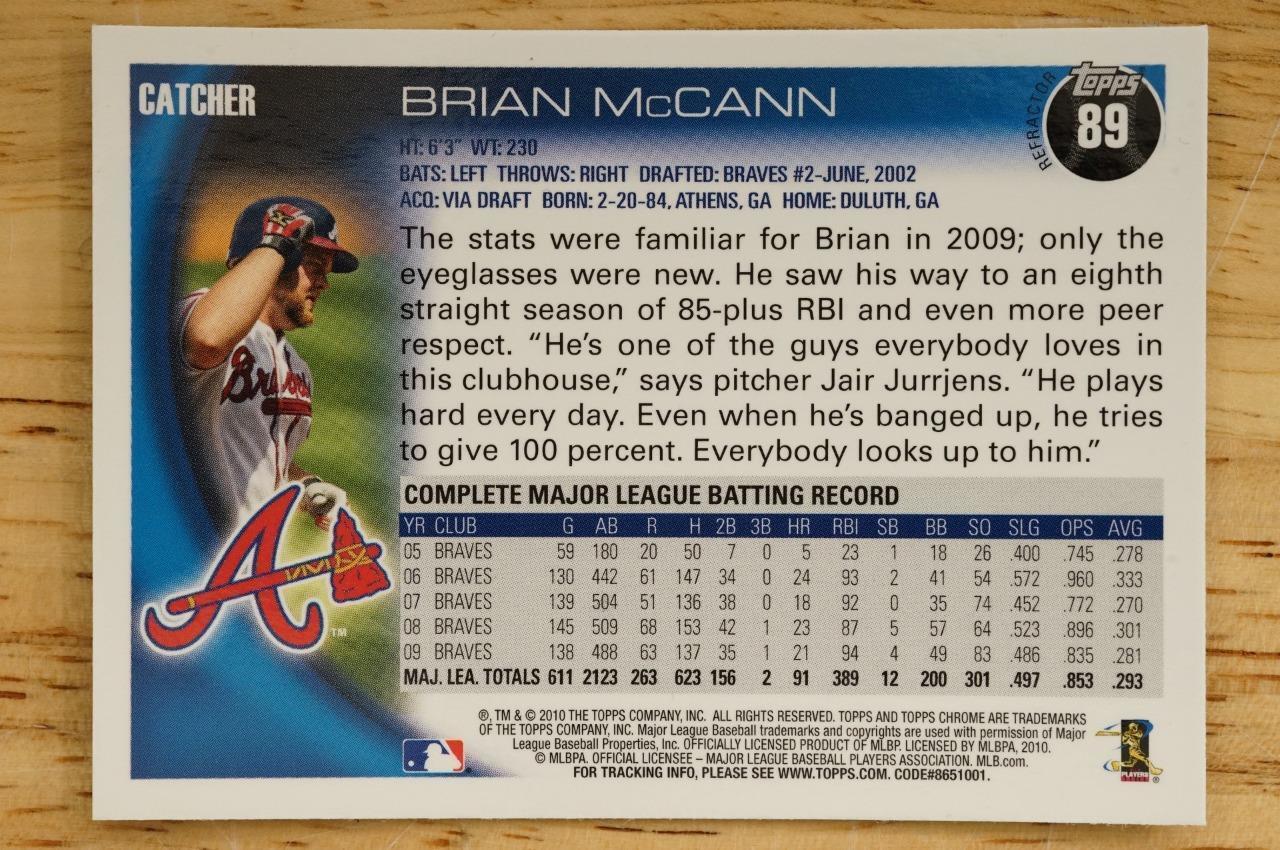 CATCHER
BRIAN McCANN
REFRACTOR
Topps
89
HT: 6'3" WT: 230
BATS: LEFT THROWS: RIGHT DRAFTED: BRAVES #2-JUNE, 2002
ACQ: VIA DRAFT BORN: 2-20-84, ATHENS, GA HOME: DULUTH, GA
The stats were familiar for Brian in 2009; only the
eyeglasses were new. He saw his way to an eighth
straight season of 85-plus RBI and even more peer
respect. “He’s one of the guys everybody loves in
this clubhouse,” says pitcher Jair Jurrjens. “He plays
hard every day. Even when he’s banged up, he tries
to give 100 percent. Everybody looks up to him.”
Braves
A
TM
COMPLETE MAJOR LEAGUE BATTING RECORD
YR CLUB G AB R H 2B 3B HR RBI SB BB SO SLG OPS AVG
05 BRAVES 59 180 20 50 7 0 5 23 1 18 26 .400 .745 .278
06 BRAVES 130 442 61 147 34 0 24 93 2 41 54 .572 .960 .333
07 BRAVES 139 504 51 136 38 0 18 92 0 35 74 .452 .772 .270
08 BRAVES 145 509 68 153 42 1 23 87 5 57 64 .523 .896 .301
09 BRAVES 138 488 63 137 35 1 21 94 4 49 83 .486 .835 .281
MAJ. LEA. TOTALS 611 2123 263 623 156 2 91 389 12 200 301 .497 .853 .293
®, TM & © 2010 THE TOPPS COMPANY, INC. ALL RIGHTS RESERVED. TOPPS AND TOPPS CHROME ARE TRADEMARKS
OF THE TOPPS COMPANY, INC. Major League Baseball trademarks and copyrights are used with permission of Major
League Baseball Properties, Inc. OFFICIALLY LICENSED PRODUCT OF MLBP. LICENSED BY MLBPA, 2010.
© MLBPA. OFFICIAL LICENSEE – MAJOR LEAGUE BASEBALL PLAYERS ASSOCIATION. MLB.com.
FOR TRACKING INFO, PLEASE SEE WWW.TOPPS.COM. CODE#8651001.
PLAYERS